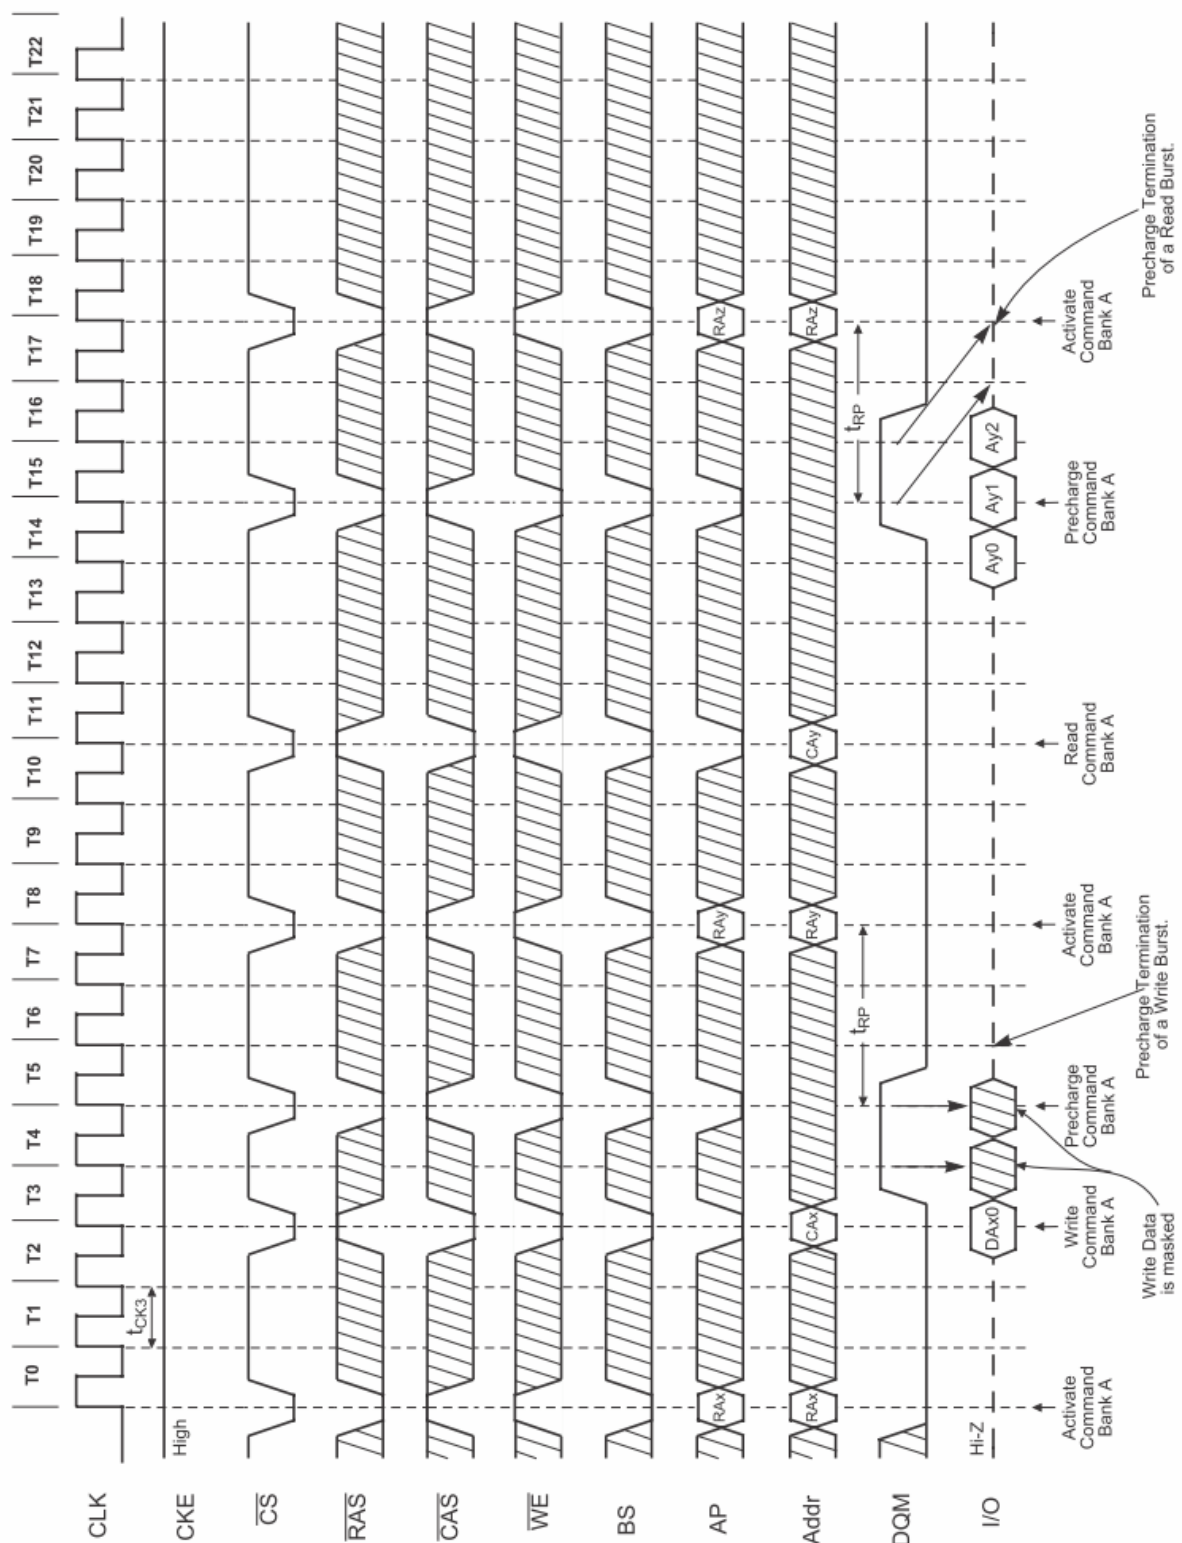 T0 T1 T2 T3 T4 T5 T6 T7 T8 T9 T10 T11 T12 T13 T14 T15 T16 T17 T18 T19 T20 T21 T22
CLK
tCK3
CKE
High
CS
RAS
CAS
WE
BS
AP
RAx RAy RAz
Addr
RAx CAx RAy CAy RAz
tRP tRP
DQM
I/O
Hi-Z
DAx0 Ay0 Ay1 Ay2
Activate
Command
Bank A
Write
Command
Bank A
Precharge
Command
Bank A
Activate
Command
Bank A
Read
Command
Bank A
Precharge
Command
Bank A
Activate
Command
Bank A
Write Data
is masked
Precharge Termination
of a Write Burst.
Precharge Termination
of a Read Burst.